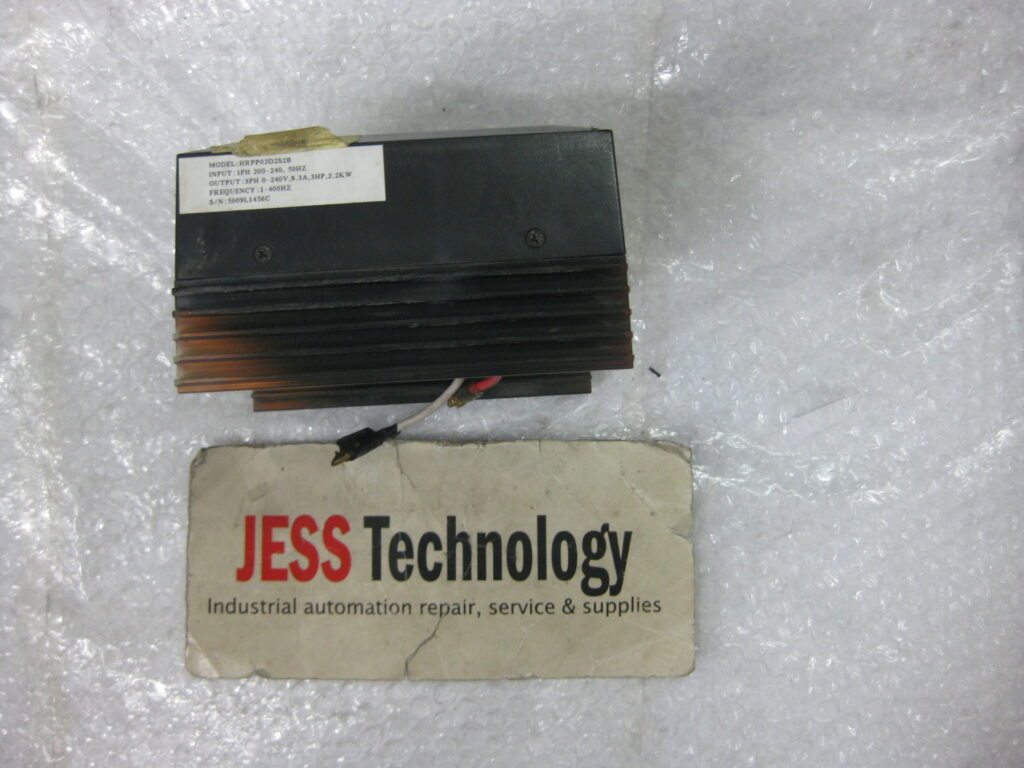 MODEL:HRPP02D2S2B
INPUT:1PH 200-240, 50HZ
OUTPUT:3PH 0-240V,8.3A,3HP,2.2KW
FREQUENCY:1-400HZ
S/N:5009L1456C
JESS Technology
Industrial automation repair, service & supplies